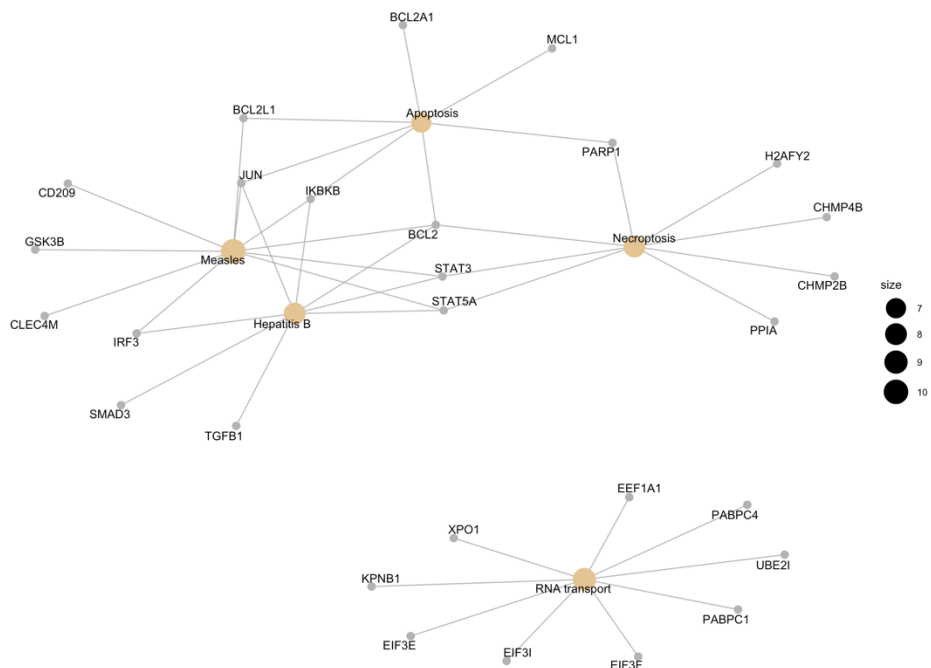 BCL2A1
MCL1
BCL2L1
Apoptosis
PARP1
H2AFY2
JUN
IKBKB
CD209
CHMP4B
BCL2
GSK3B
Necroptosis
Measles
STAT3
CHMP2B
size
7
STAT5A
CLEC4M
Hepatitis B
PPIA
8
IRF3
9
10
SMAD3
TGFB1
EEF1A1
PABPC4
XPO1
UBE2I
KPNB1
RNA transport
PABPC1
EIF3E
EIF3I
EIF3F